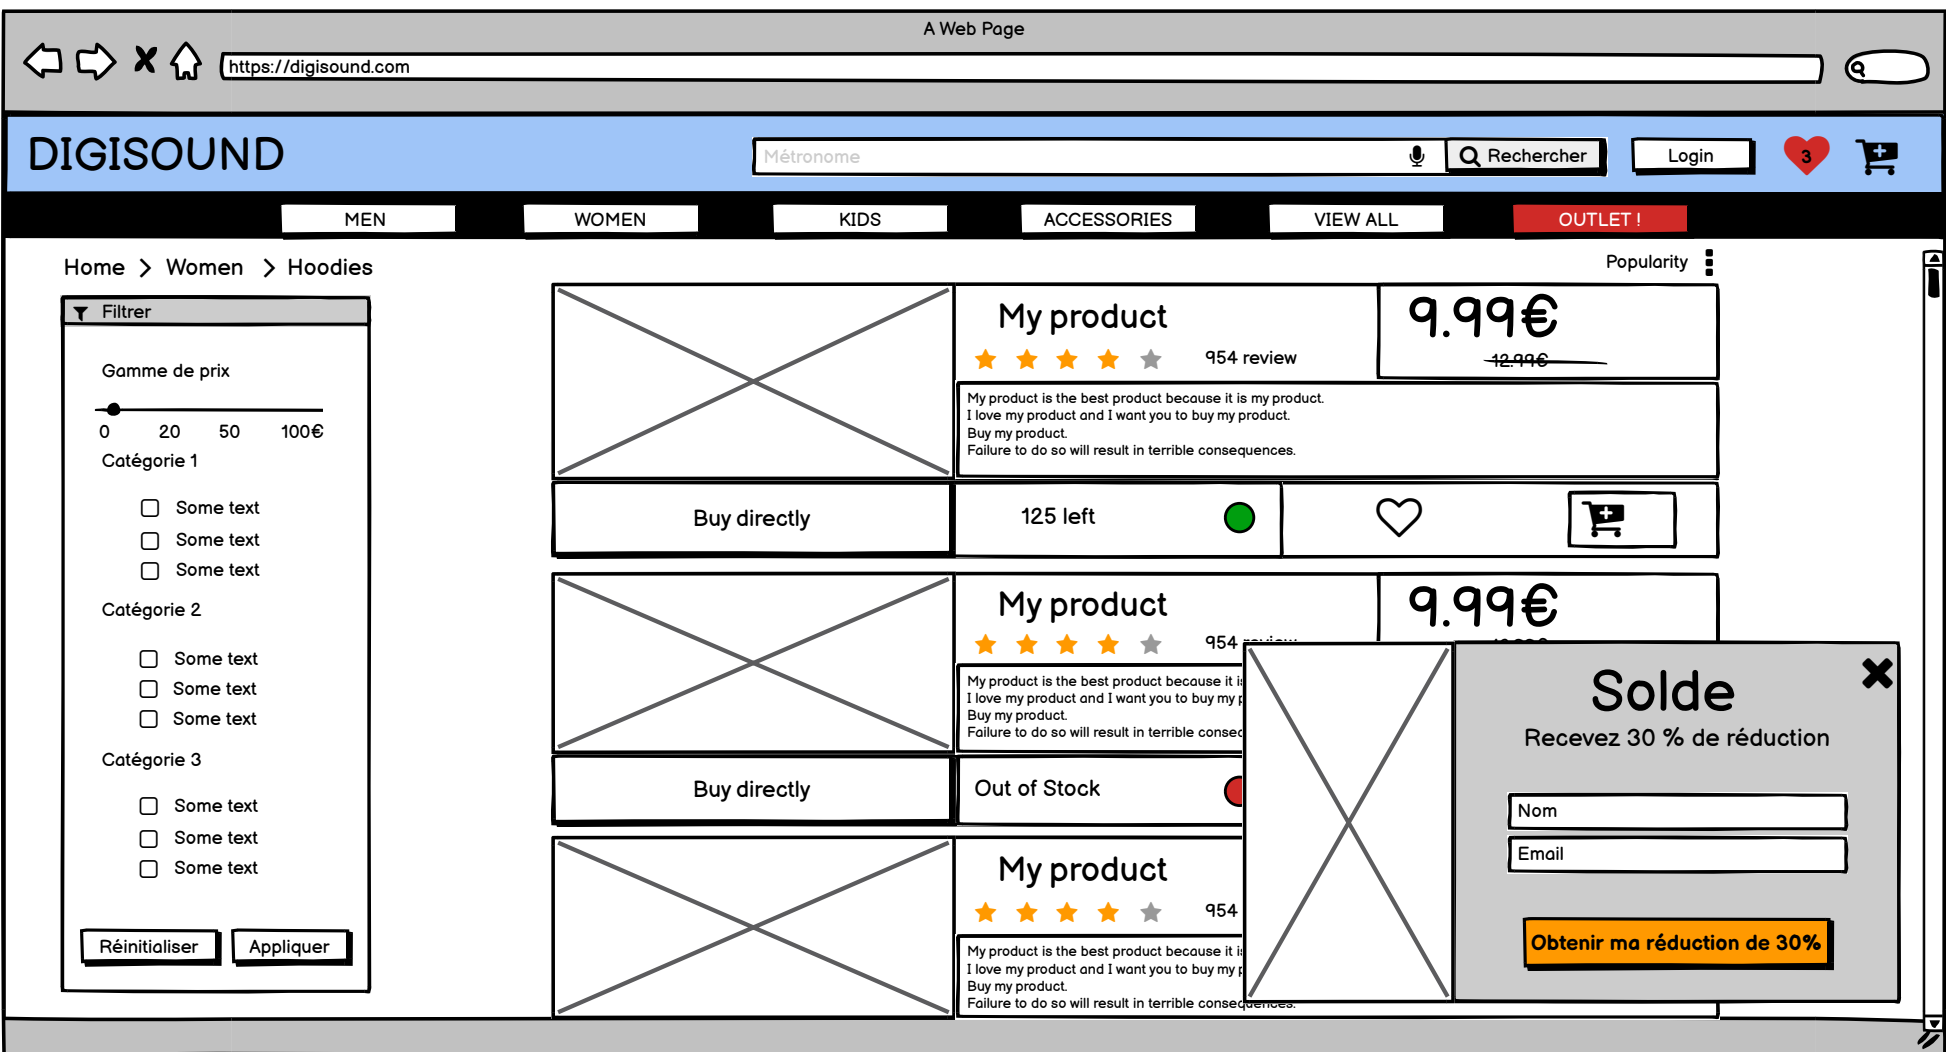 A Web Page
https://digisound.com
DIGISOUND
Métronome
Rechercher
Login
3
MEN
WOMEN
KIDS
ACCESSORIES
VIEW ALL
OUTLET !
Home > Women > Hoodies
Popularity
Filtrer
Gamme de prix
0 20 50 100€
Catégorie 1
Some text
Some text
Some text
Catégorie 2
Some text
Some text
Some text
Catégorie 3
Some text
Some text
Some text
Réinitialiser
Appliquer
My product
954 review
9.99€
12.99€
My product is the best product because it is my product.
I love my product and I want you to buy my product.
Buy my product.
Failure to do so will result in terrible consequences.
Buy directly
125 left
My product
954 review
9.99€
My product is the best product because it is
I love my product and I want you to buy my p
Buy my product.
Failure to do so will result in terrible consec
Buy directly
Out of Stock
My product
954
My product is the best product because it is
I love my product and I want you to buy my p
Buy my product.
Failure to do so will result in terrible consequences.
Solde
Recevez 30 % de réduction
Nom
Email
Obtenir ma réduction de 30%